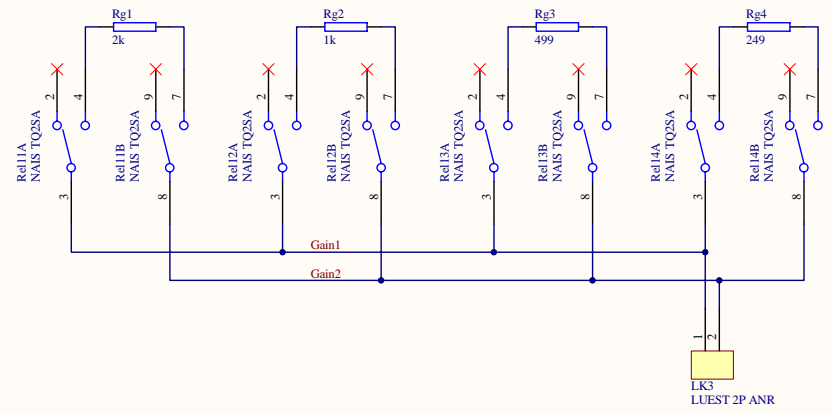 Rg1
2k
Rg2
1k
Rg3
499
Rg4
249
2
4
9
7
2
4
9
7
2
4
9
7
2
4
9
7
Rel11A
NAIS TQ2SA
Rel11B
NAIS TQ2SA
Rel12A
NAIS TQ2SA
Rel12B
NAIS TQ2SA
Rel13A
NAIS TQ2SA
Rel13B
NAIS TQ2SA
Rel14A
NAIS TQ2SA
Rel14B
NAIS TQ2SA
3
8
3
8
3
8
3
8
Gain1
Gain2
1
2
LK3
LUEST 2P ANR